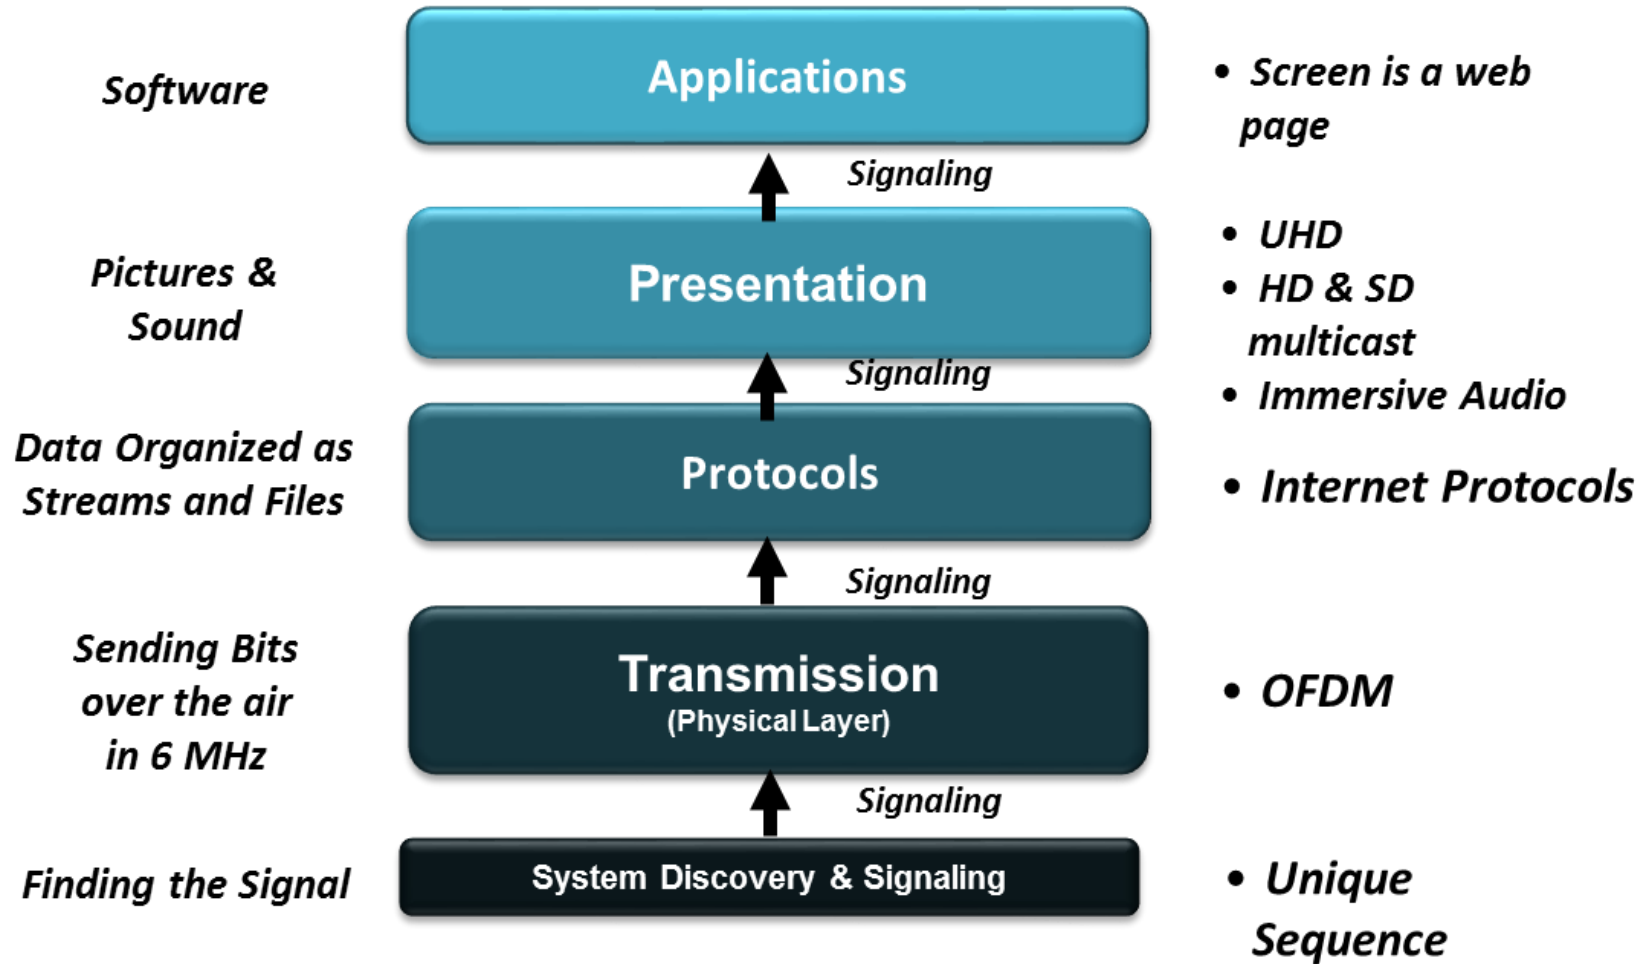 Software
Applications
• Screen is a web
page
Signaling
Pictures &
Sound
Presentation
• UHD
• HD & SD
multicast
• Immersive Audio
Signaling
Data Organized as
Streams and Files
Protocols
• Internet Protocols
Signaling
Sending Bits
over the air
in 6 MHz
Transmission
(Physical Layer)
• OFDM
Signaling
Finding the Signal
System Discovery & Signaling
• Unique
Sequence